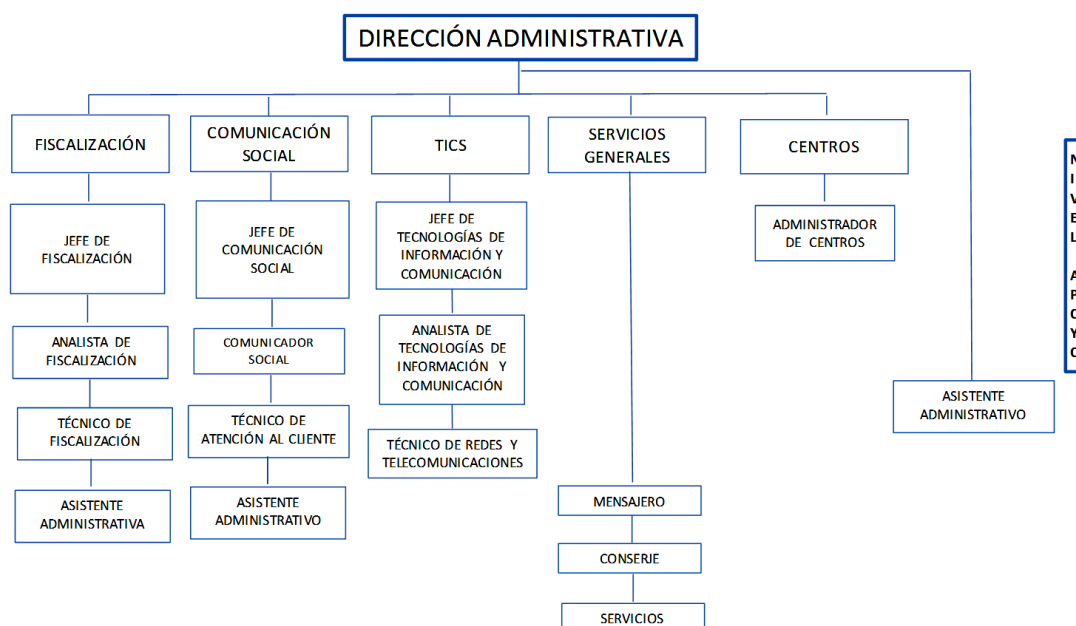 DIRECCIÓN ADMINISTRATIVA
FISCALIZACIÓN
COMUNICACIÓN
SOCIAL
TICS
SERVICIOS
GENERALES
CENTROS
JEFE DE
FISCALIZACIÓN
JEFE DE
COMUNICACIÓN
SOCIAL
JEFE DE
TECNOLOGÍAS DE
INFORMACIÓN Y
COMUNICACIÓN
ADMINISTRADOR
DE CENTROS
ANALISTA DE
FISCALIZACIÓN
COMUNICADOR
SOCIAL
ANALISTA DE
TECNOLOGÍAS DE
INFORMACIÓN Y
COMUNICACIÓN
ASISTENTE
ADMINISTRATIVO
TÉCNICO DE
FISCALIZACIÓN
TÉCNICO DE
ATENCIÓN AL CLIENTE
TÉCNICO DE REDES Y
TELECOMUNICACIONES
ASISTENTE
ADMINISTRATIVA
ASISTENTE
ADMINISTRATIVO
MENSAJERO
CONSERJE
SERVICIOS
N
I
V
E
L
A
P
O
Y
O